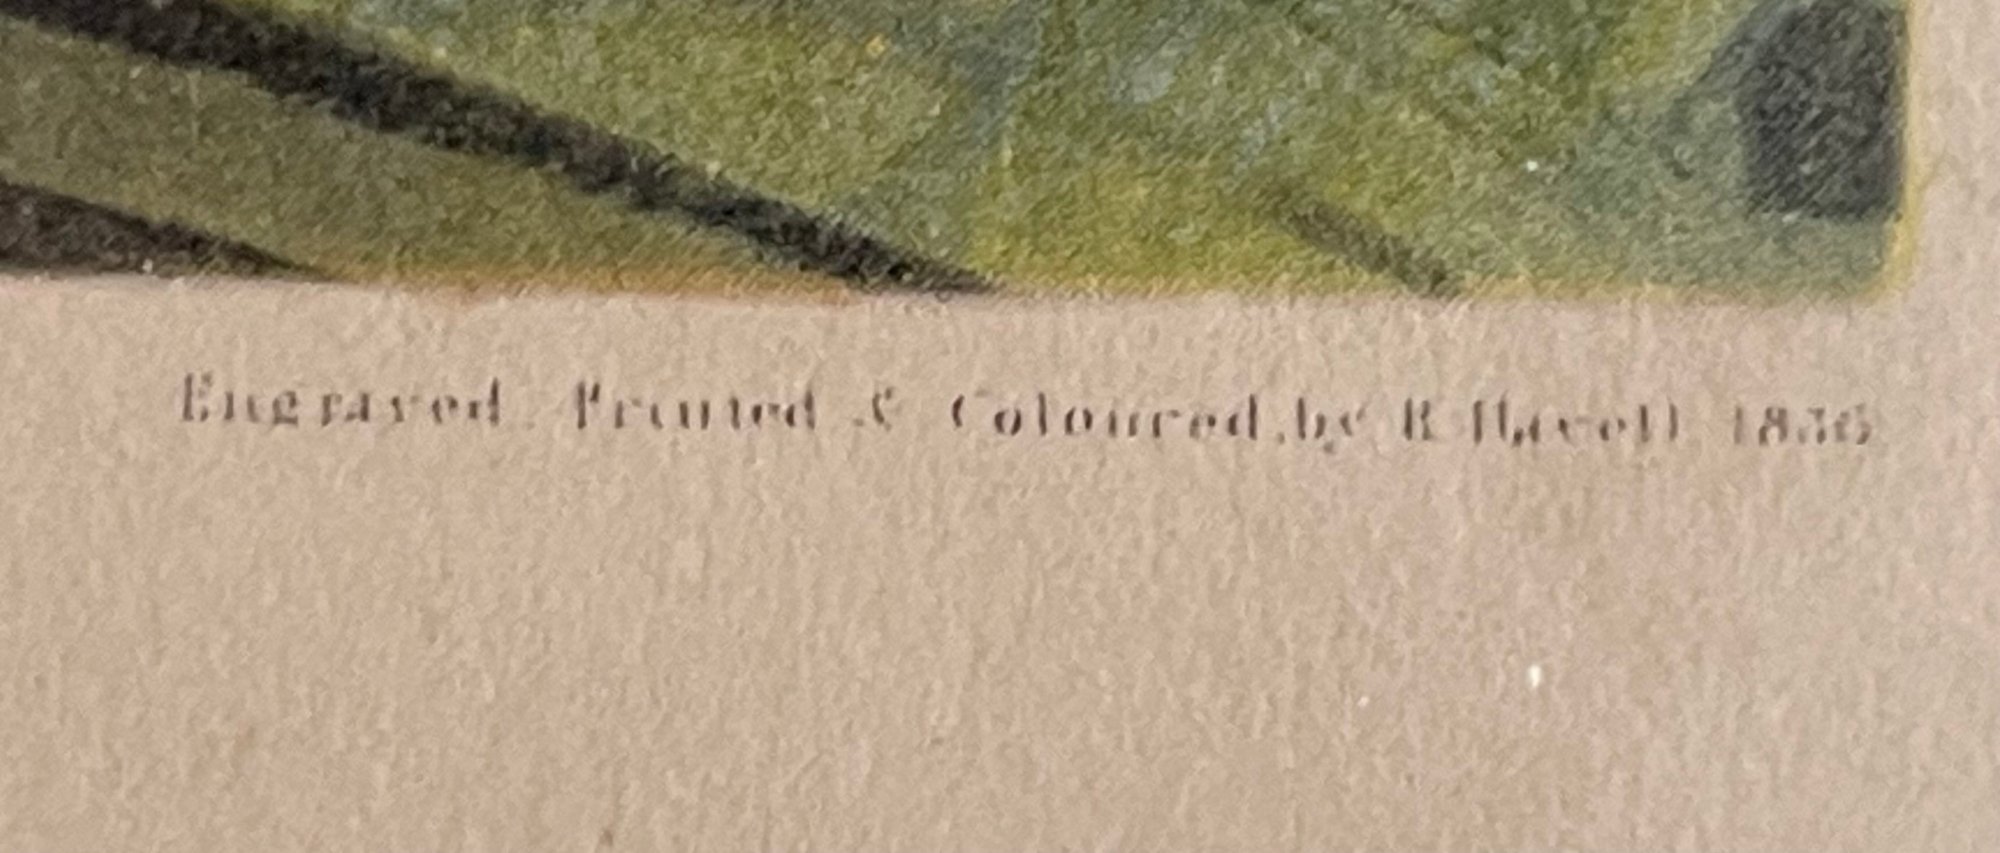 Engraved, Printed & Coloured, by R. Havell. 1836